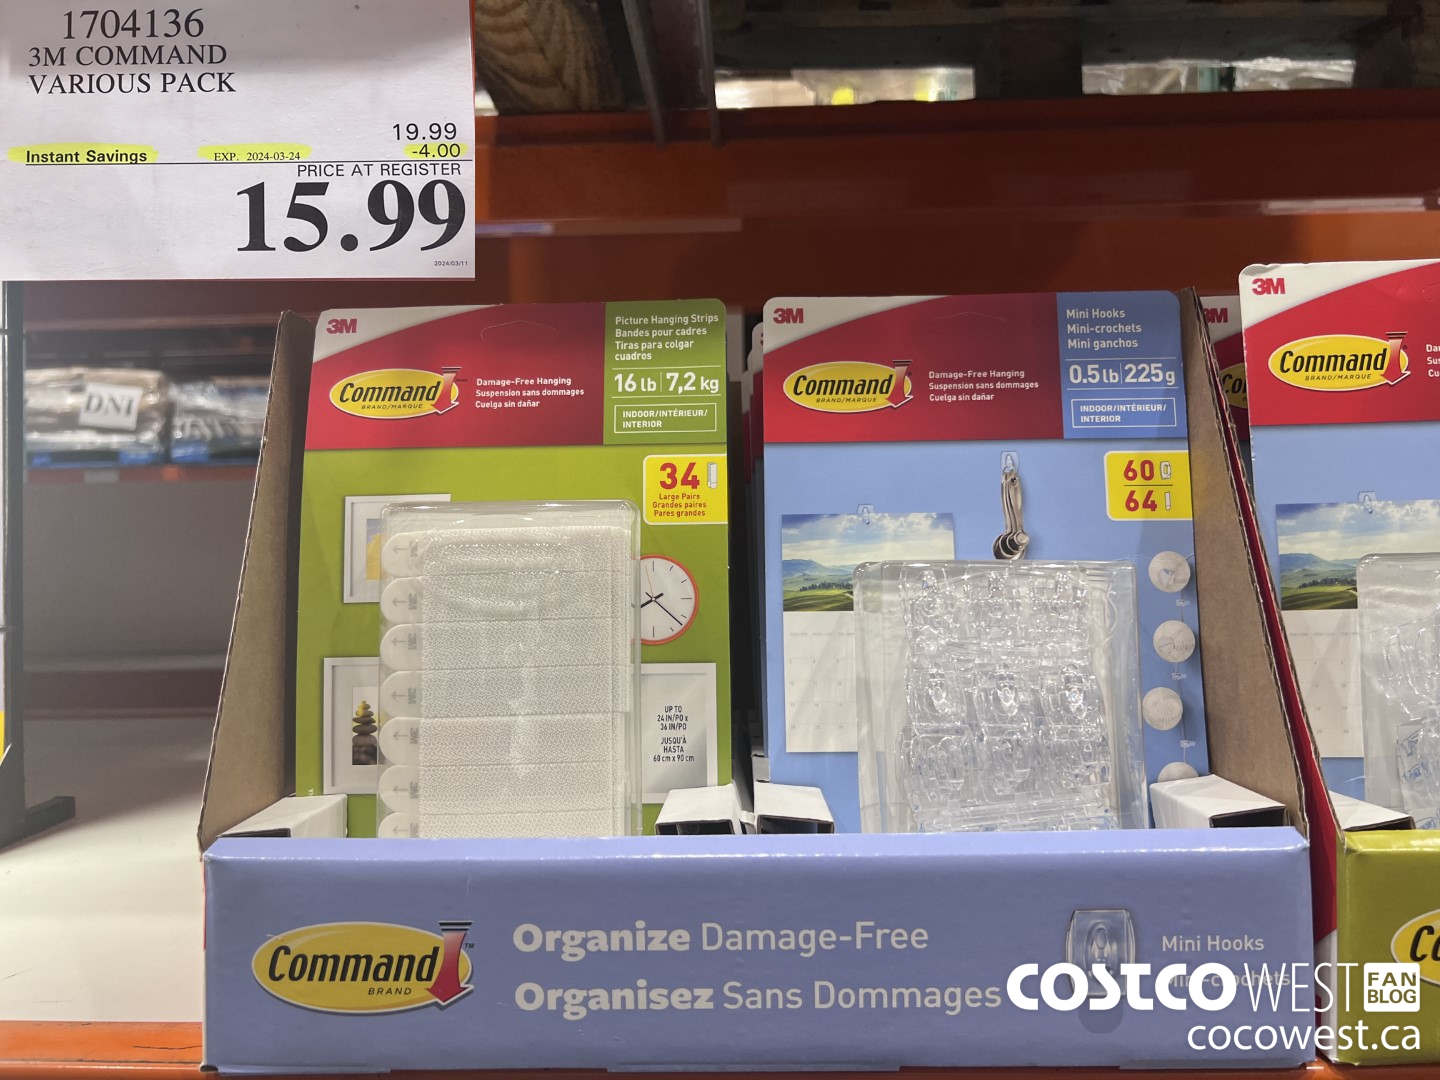 1704136
3M COMMAND
VARIOUS PACK
19.99
Instant Savings EXP. 2024-03-24 -4.00
PRICE AT REGISTER
15.99
2024/03/11
DNI
3M
Command
BRAND/MARQUE
Damage-Free Hanging
Suspension sans dommages
Cuelga sin dañar
Picture Hanging Strips
Bandes pour cadres
Tiras para colgar
cuadros
16 lb | 7,2 kg
INDOOR/INTÉRIEUR/
INTERIOR
34
Large Pairs
Grandes paires
Pares grandes
UP TO
24 IN/PO x
36 IN/PO
JUSQU'À
HASTA
60 cm x 90 cm
3M
Command
BRAND/MARQUE
Damage-Free Hanging
Suspension sans dommages
Cuelga sin dañar
Mini Hooks
Mini-crochets
Mini ganchos
0.5 lb | 225g
INDOOR/INTÉRIEUR/
INTERIOR
60
64
3M
3M
Command
BRAND/MARQUE
Command
BRAND
™
Organize Damage-Free
Organisez Sans Dommages
Mini Hooks
Mini-crochets
COSTCO WEST FAN
BLOG
cocowest.ca